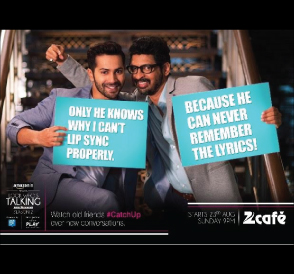 ONLY HE KNOWS
WHY I CAN'T
LIP SYNC
PROPERLY.
BECAUSE HE
CAN NEVER
REMEMBER
THE LYRICS!
TALKING
Watch old friends #CatchUp
over new conversations.
STARTS 23RD AUG
SUNDAY 9PM
Zcafé